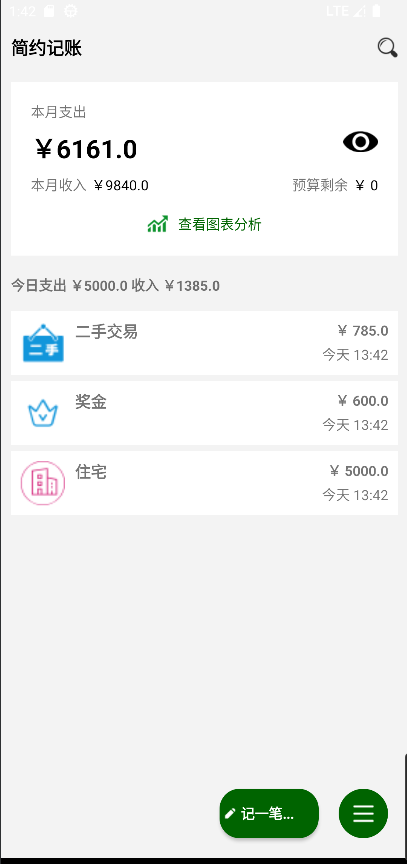 1:42 LTE
简约记账
本月支出
￥6161.0
本月收入 ￥9840.0 预算剩余 ￥ 0
查看图表分析
今日支出 ￥5000.0 收入 ￥1385.0
二手交易 ￥ 785.0
二手 今天 13:42
奖金 ￥ 600.0
今天 13:42
住宅 ￥ 5000.0
今天 13:42
记一笔...